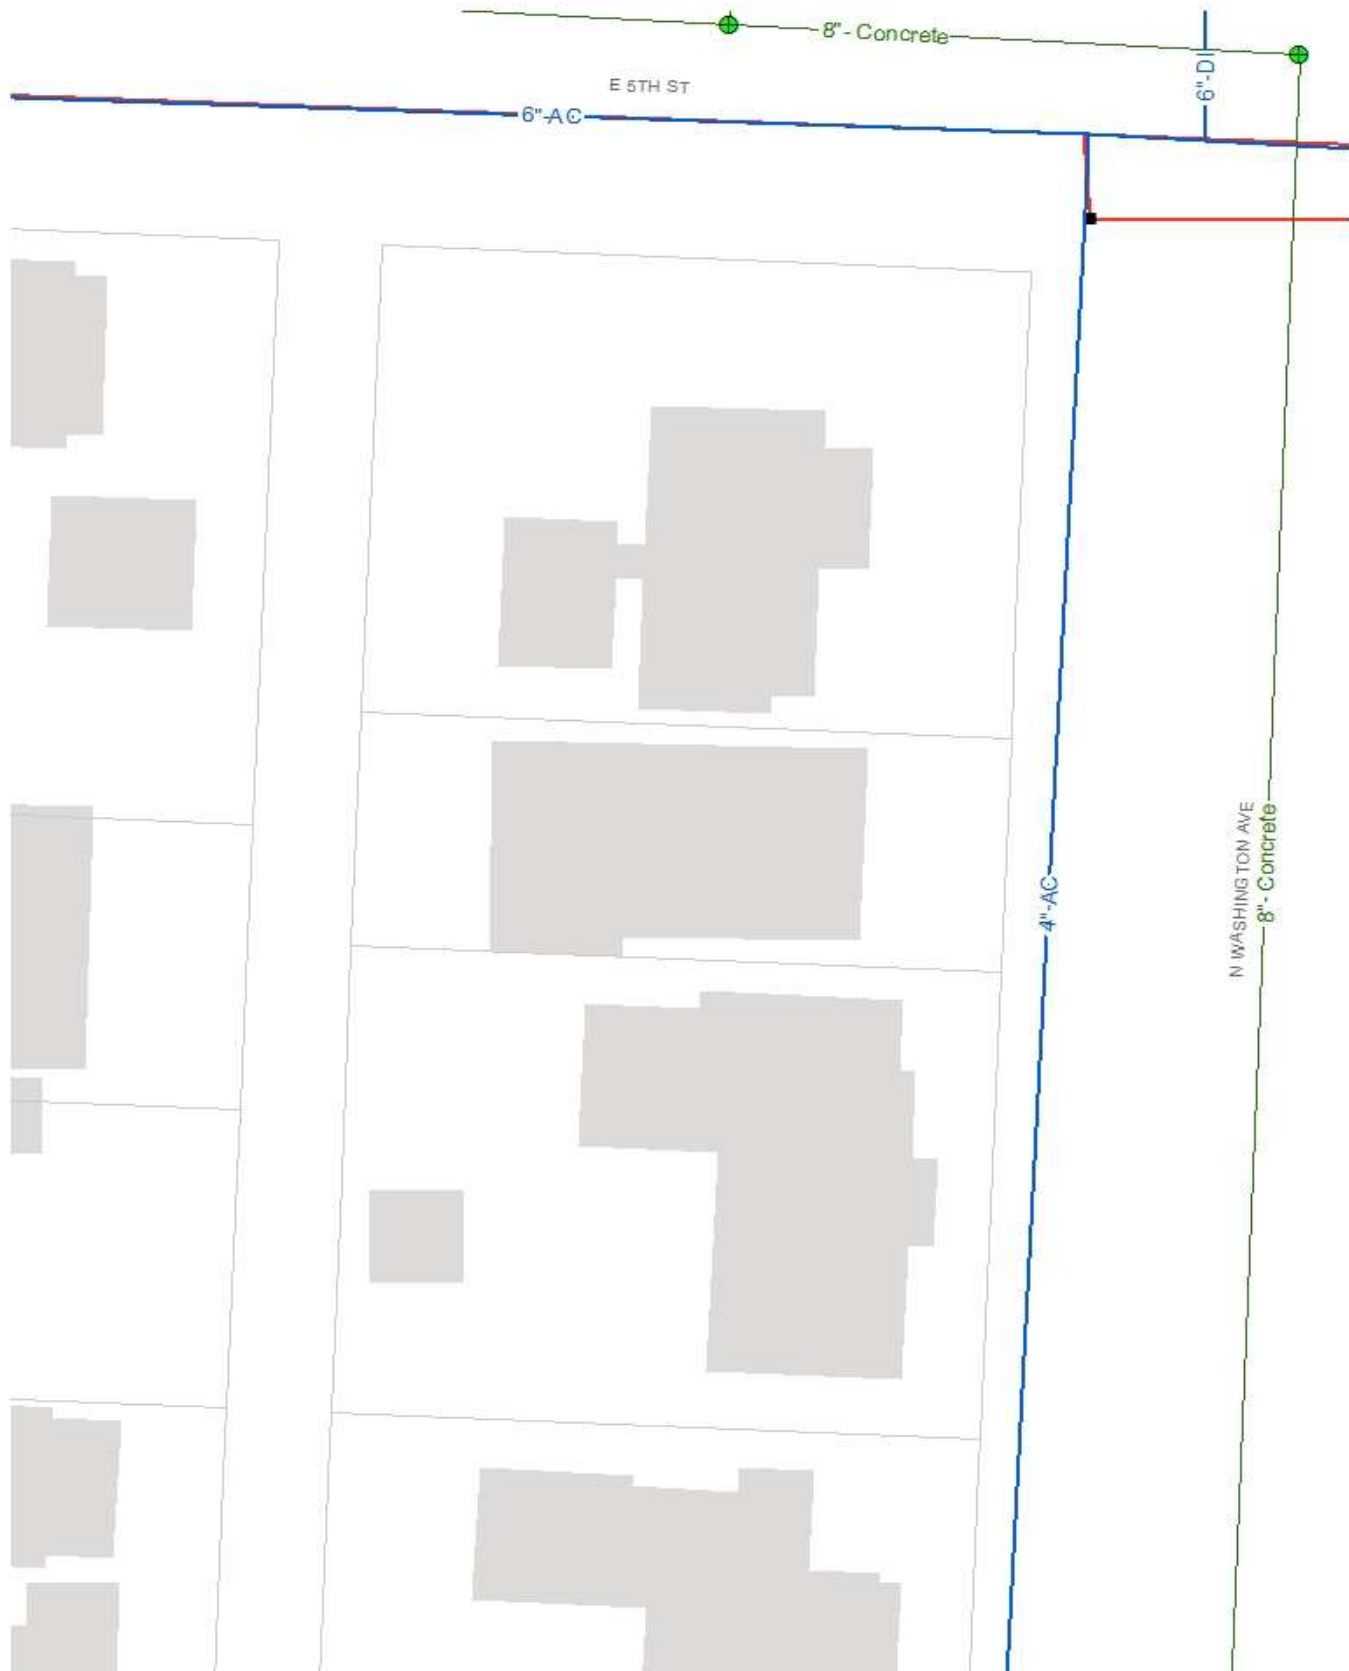 8"- Concrete
6"-DI
E 5TH ST
6"-AC
4"-AC
N WASHINGTON AVE
8"- Concrete